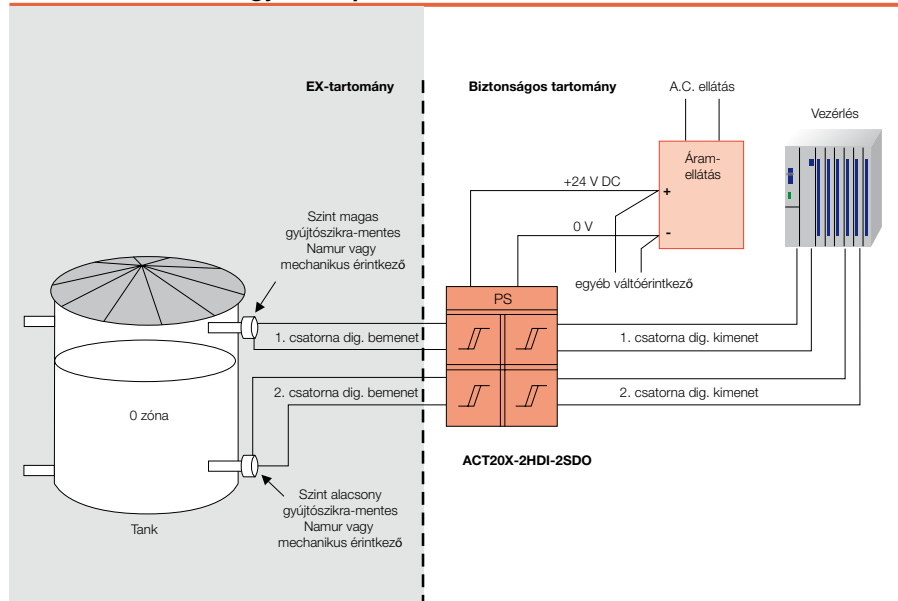 EX-tartomány
Biztonságos tartomány
A.C. ellátás
Vezérlés
Áram-
ellátás
+24 V DC
+
0 V
-
egyéb váltóérintkező
Szint magas
gyújtószikra-mentes
Namur vagy
mechanikus érintkező
PS
1. csatorna dig. bemenet
1. csatorna dig. kimenet
2. csatorna dig. bemenet
2. csatorna dig. kimenet
0 zóna
ACT20X-2HDI-2SDO
Szint alacsony
gyújtószikra-mentes
Namur vagy
mechanikus érintkező
Tank